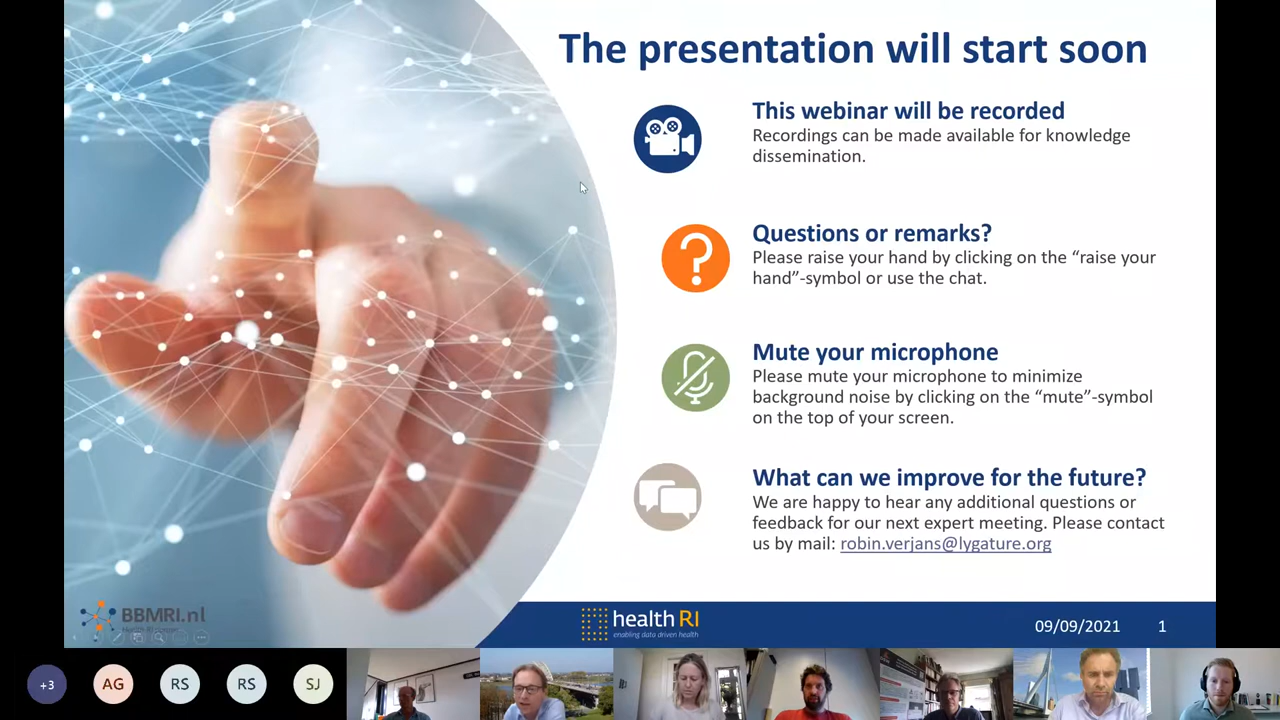 The presentation will start soon
This webinar will be recorded
Recordings can be made available for knowledge
dissemination.
Questions or remarks?
Please raise your hand by clicking on the “raise your
hand”-symbol or use the chat.
Mute your microphone
Please mute your microphone to minimize
background noise by clicking on the “mute”-symbol
on the top of your screen.
What can we improve for the future?
We are happy to hear any additional questions or
feedback for our next expert meeting. Please contact
us by mail: robin.verjans@lygature.org
BBMRI.nl
health RI
enabling data driven health
09/09/2021 1
+3 AG RS RS SJ